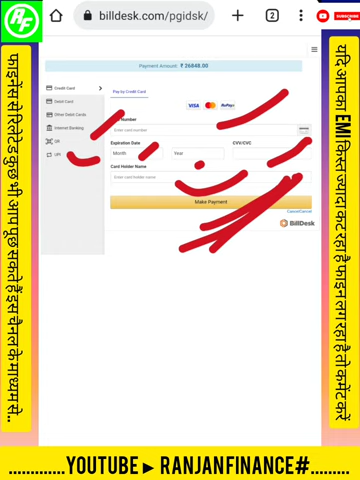 RF
billdesk.com/pgidsk/
2
SUBSCRIBE
Payment Amount: ₹ 26848.00
Credit Card
Debit Card
Other Debit Cards
Internet Banking
QR
UPI
Pay by Credit Card
VISA
RuPay
Number
Enter card number
Expiration Date
CVV/CVC
Month
Year
Card Holder Name
Enter card holder name
Make Payment
Cancel
BillDesk
फाइनेंस से रिलेटेड कुछ भी आप पूछ सकते हैं इस चैनल के माध्यम से..
यदि आपका EMI किस्त ज्यादा कट रहा है फाइन लग रहा है तो कमेंट करें
............YOUTUBE ► RANJANFINANCE#.........